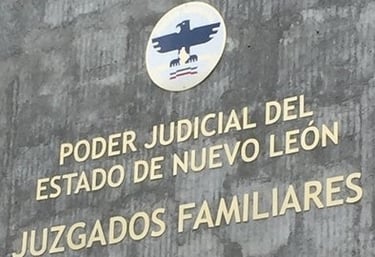 PODER JUDICIAL DEL
ESTADO DE NUEVO LEÓN
JUZGADOS FAMILIARES